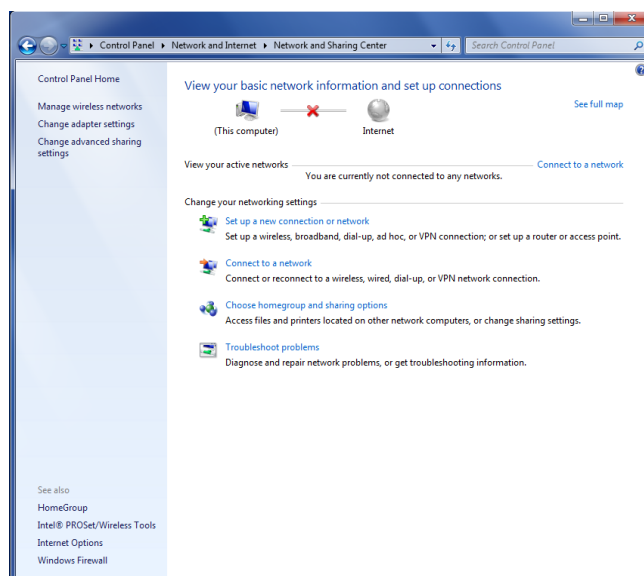 Control Panel ▸ Network and Internet ▸ Network and Sharing Center
Search Control Panel
Control Panel Home
Manage wireless networks
Change adapter settings
Change advanced sharing
settings
View your basic network information and set up connections
See full map
(This computer)
Internet
View your active networks
Connect to a network
You are currently not connected to any networks.
Change your networking settings
Set up a new connection or network
Set up a wireless, broadband, dial-up, ad hoc, or VPN connection; or set up a router or access point.
Connect to a network
Connect or reconnect to a wireless, wired, dial-up, or VPN network connection.
Choose homegroup and sharing options
Access files and printers located on other network computers, or change sharing settings.
Troubleshoot problems
Diagnose and repair network problems, or get troubleshooting information.
See also
HomeGroup
Intel® PROSet/Wireless Tools
Internet Options
Windows Firewall